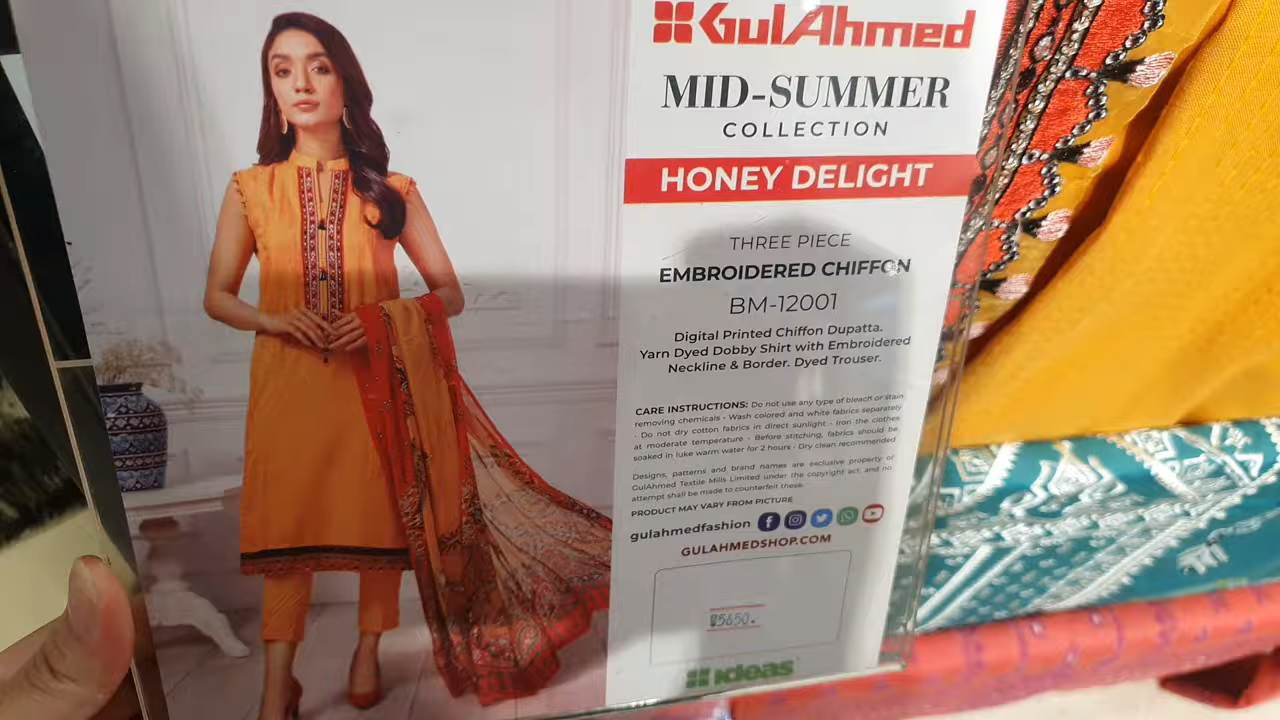 GulAhmed
MID-SUMMER
COLLECTION
HONEY DELIGHT
THREE PIECE
EMBROIDERED CHIFFON
BM-12001
Digital Printed Chiffon Dupatta.
Yarn Dyed Dobby Shirt with Embroidered
Neckline & Border. Dyed Trouser.
CARE INSTRUCTIONS: Do not use any type of bleach or stain
removing chemicals - Wash colored and white fabrics separately
- Do not dry cotton fabrics in direct sunlight - Iron the clothes
at moderate temperature - Before stitching, fabrics should be
soaked in luke warm water for 2 hours - Dry clean recommended
Designs, patterns and brand names are exclusive property of
GulAhmed Textile Mills Limited under the copyright act, and no
attempt shall be made to counterfeit these.
PRODUCT MAY VARY FROM PICTURE
gulahmedfashion
GULAHMEDSHOP.COM
5650.
ideas